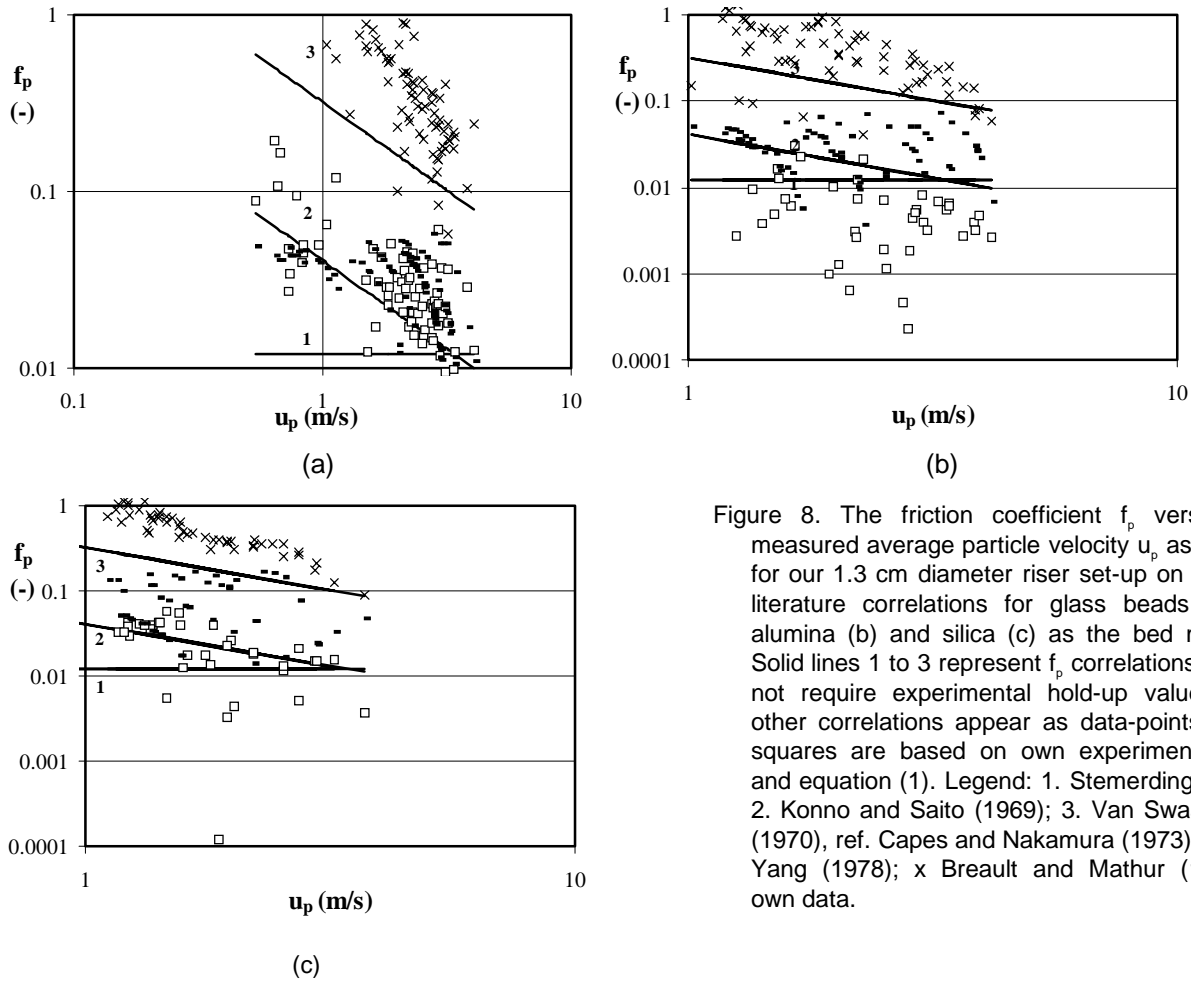 1
f_p
(-)
0.1
0.01
3
2
1
0.1
1
10
u_p (m/s)
(a)
1
f_p
(-)
0.1
0.01
0.001
0.0001
3
2
1
1
10
u_p (m/s)
(b)
1
f_p
(-)
0.1
0.01
0.001
0.0001
3
2
1
1
10
u_p (m/s)
(c)
Figure 8. The friction coefficient f_p vers
measured average particle velocity u_p as
for our 1.3 cm diameter riser set-up on
literature correlations for glass beads
alumina (b) and silica (c) as the bed
Solid lines 1 to 3 represent f_p correlations
not require experimental hold-up value
other correlations appear as data-points
squares are based on own experimen
and equation (1). Legend: 1. Stemerding
2. Konno and Saito (1969); 3. Van Swa
(1970), ref. Capes and Nakamura (1973)
Yang (1978); x Breault and Mathur (
own data.